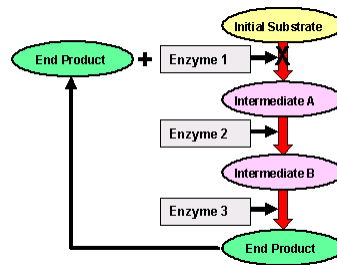 Initial Substrate
End Product + Enzyme 1 X
Intermediate A
Enzyme 2
Intermediate B
Enzyme 3
End Product